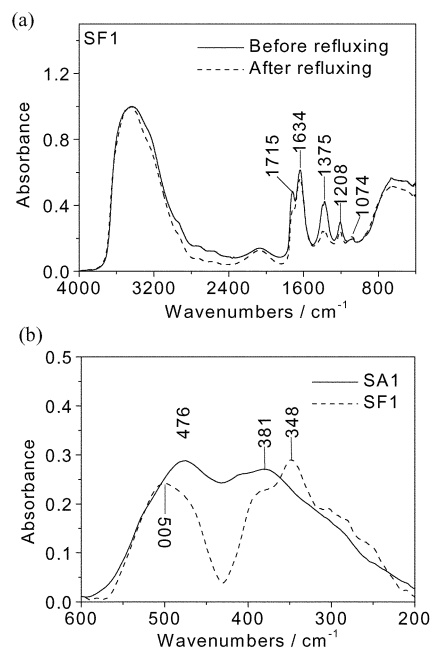 (a)
SF1
Before refluxing
After refluxing
1.2
0.8
0.4
0.0
Absorbance
1715
1634
1375
1208
1074
4000 3200 2400 1600 800
Wavenumbers / cm-1
(b)
0.5
0.4
0.3
0.2
0.1
0.0
Absorbance
SA1
SF1
476
500
381
348
600 500 400 300 200
Wavenumbers / cm-1